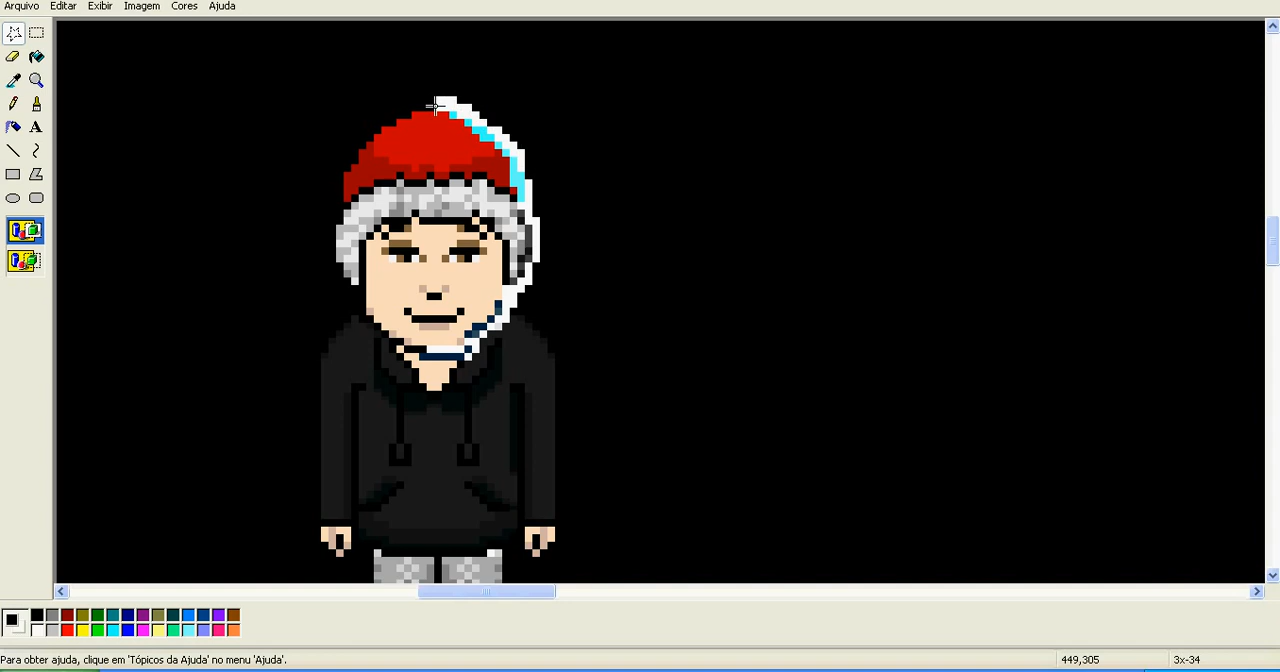 Arquivo Editar Exibir Imagem Cores Ajuda
A
Para obter ajuda, clique em 'Tópicos da Ajuda' no menu 'Ajuda'. 449,305 3x-34